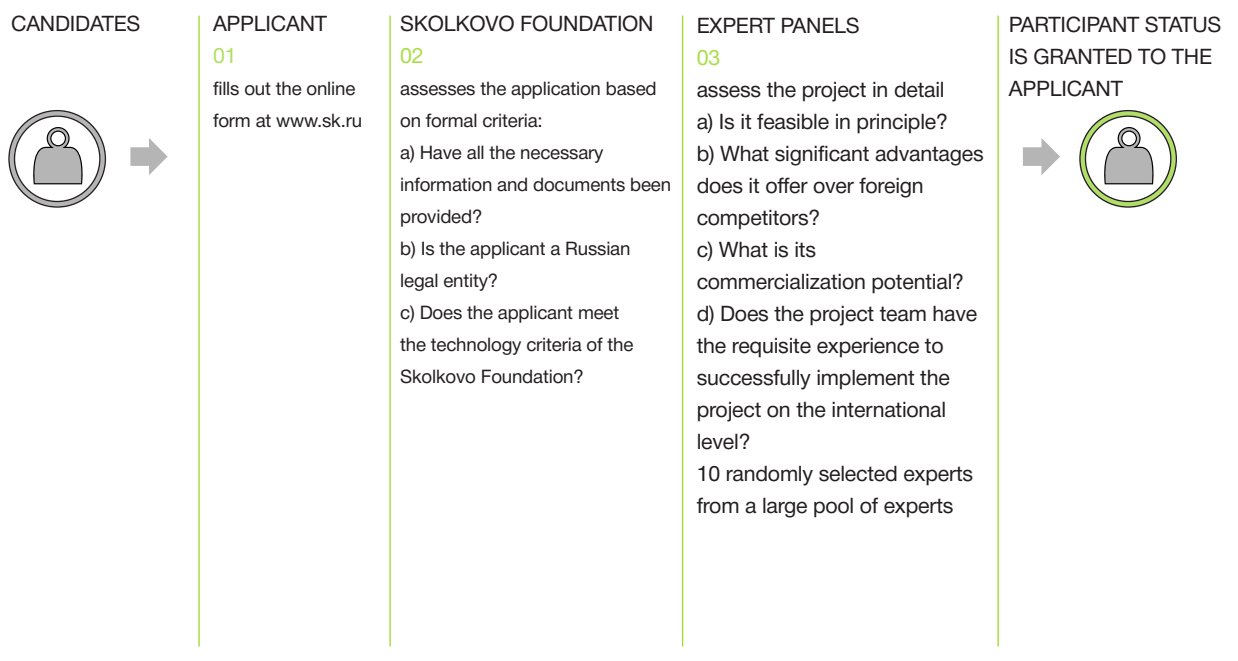 CANDIDATES
APPLICANT
01
fills out the online
form at www.sk.ru
SKOLKOVO FOUNDATION
02
assesses the application based
on formal criteria:
a) Have all the necessary
information and documents been
provided?
b) Is the applicant a Russian
legal entity?
c) Does the applicant meet
the technology criteria of the
Skolkovo Foundation?
EXPERT PANELS
03
assess the project in detail
a) Is it feasible in principle?
b) What significant advantages
does it offer over foreign
competitors?
c) What is its
commercialization potential?
d) Does the project team have
the requisite experience to
successfully implement the
project on the international
level?
10 randomly selected experts
from a large pool of experts
PARTICIPANT STATUS
IS GRANTED TO THE
APPLICANT